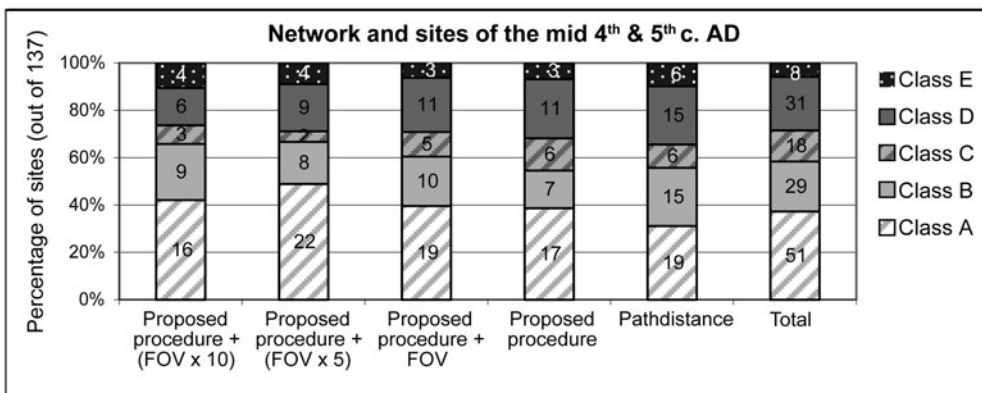 Network and sites of the mid 4th & 5th c. AD
Percentage of sites (out of 137)
100%
80%
60%
40%
20%
0%
4 4 3 3 6 8
6 9 11 11 15 31
3 2 5 6 6 18
9 8 10 7 15 29
16 22 19 17 19 51
Proposed procedure + (FOV x 10)
Proposed procedure + (FOV x 5)
Proposed procedure + FOV
Proposed procedure
Pathdistance
Total
Class E
Class D
Class C
Class B
Class A